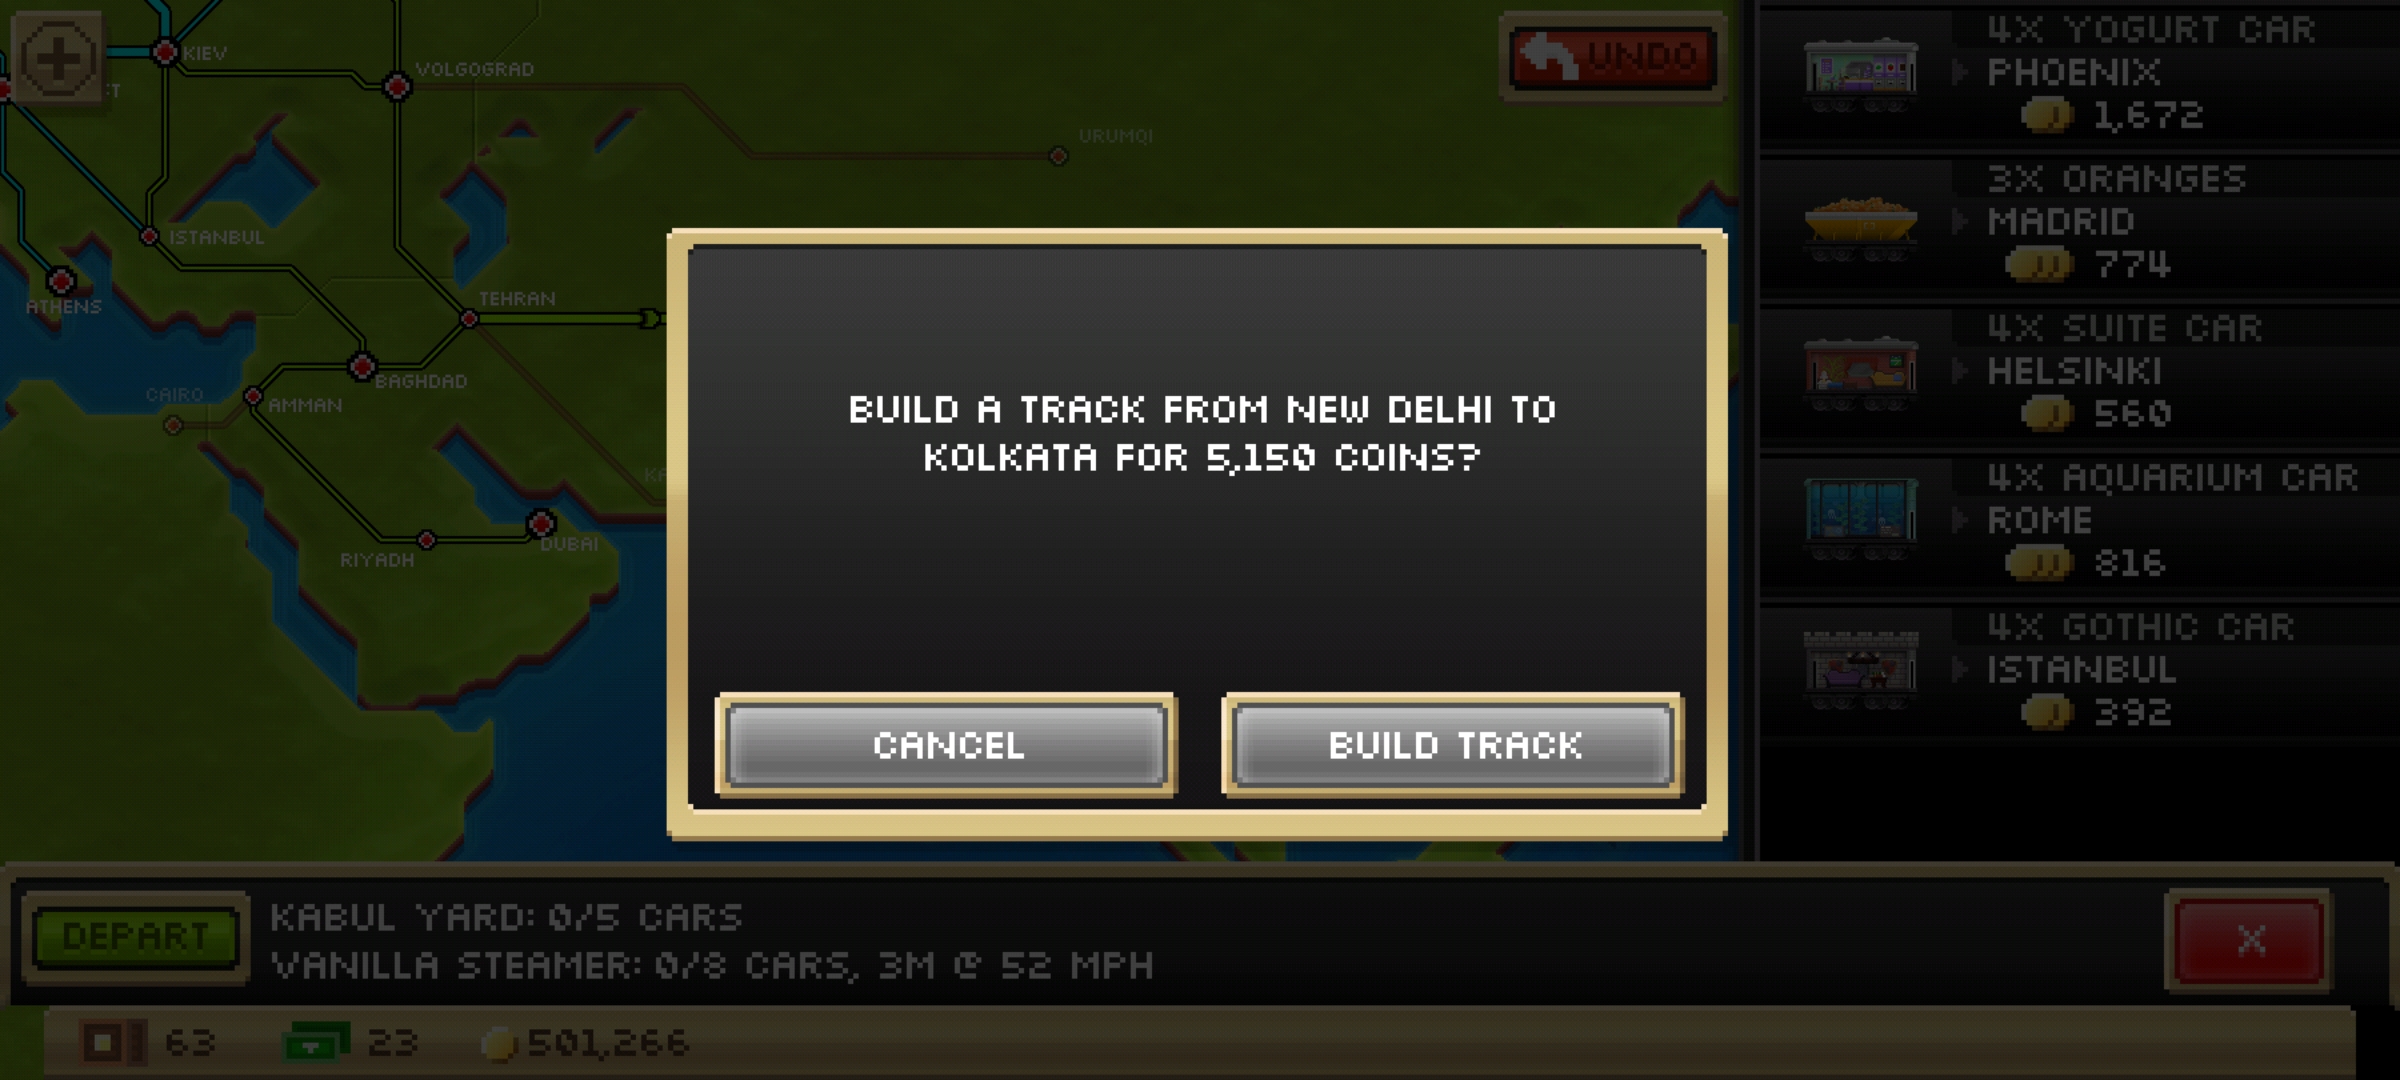 KIEV
VOLGOGRAD
URUMQI
ISTANBUL
ATHENS
TEHRAN
BAGHDAD
CAIRO
AMMAN
RIYADH
DUBAI
UNDO
BUILD A TRACK FROM NEW DELHI TO
KOLKATA FOR 5,150 COINS?
CANCEL
BUILD TRACK
4X YOGURT CAR
PHOENIX
1,672
3X ORANGES
MADRID
774
4X SUITE CAR
HELSINKI
560
4X AQUARIUM CAR
ROME
816
4X GOTHIC CAR
ISTANBUL
392
DEPART
KABUL YARD: 0/5 CARS
VANILLA STEAMER: 0/8 CARS, 3M @ 52 MPH
X
63
23
501,266